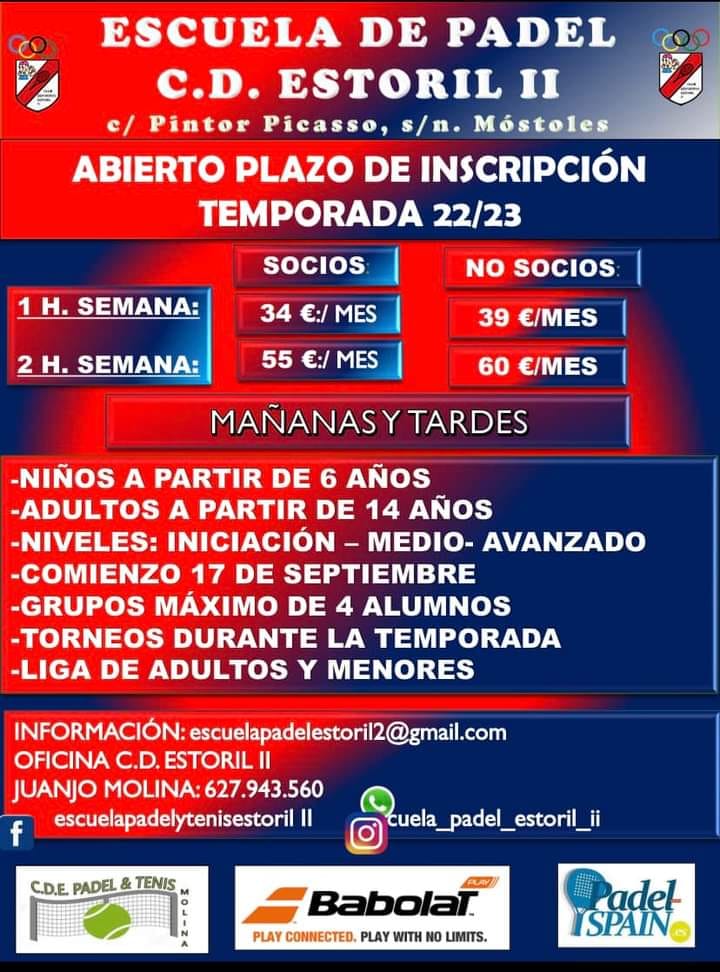 ESCUELA DE PADEL
C.D. ESTORIL II
c/ Pintor Picasso, s/n. Móstoles
ABIERTO PLAZO DE INSCRIPCIÓN
TEMPORADA 22/23
SOCIOS:
NO SOCIOS:
1 H. SEMANA:
34 €:/ MES
39 €/MES
2 H. SEMANA:
55 €:/ MES
60 €/MES
MAÑANAS Y TARDES
-NIÑOS A PARTIR DE 6 AÑOS
-ADULTOS A PARTIR DE 14 AÑOS
-NIVELES: INICIACIÓN – MEDIO- AVANZADO
-COMIENZO 17 DE SEPTIEMBRE
-GRUPOS MÁXIMO DE 4 ALUMNOS
-TORNEOS DURANTE LA TEMPORADA
-LIGA DE ADULTOS Y MENORES
INFORMACIÓN: escuelapadelestoril2@gmail.com
OFICINA C.D. ESTORIL II
JUANJO MOLINA: 627.943.560
escuelapadelytenisestoril II
cuela_padel_estoril_ii
C.D.E. PADEL & TENIS
MOLINA
Babolat PLAY
PLAY CONNECTED. PLAY WITH NO LIMITS.
Padel-
SPAIN.es